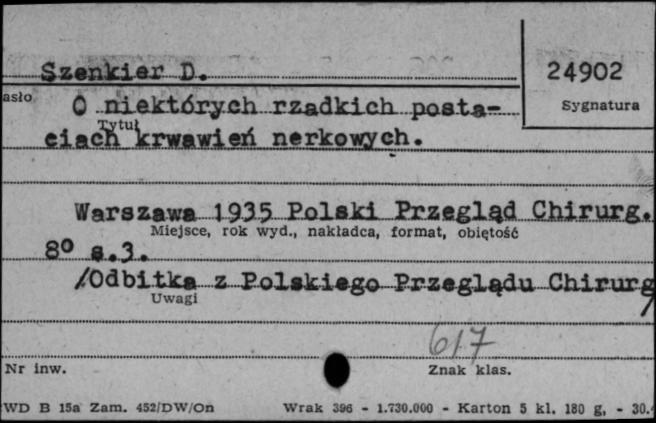 Szenkier D.
24902
asło
Sygnatura
O niektórych rzadkich posta-
Tytuł
ciach krwawień nerkowych.
Warszawa 1935 Polski Przegląd Chirurg.
Miejsce, rok wyd., nakładca, format, objętość
8° s.3.
/Odbitka z Polskiego Przeglądu Chirurg/
Uwagi
617
Nr inw.
Znak klas.
WD B 15a Zam. 452/DW/On Wrak 396 - 1.730.000 - Karton 5 kl. 180 g. - 30.